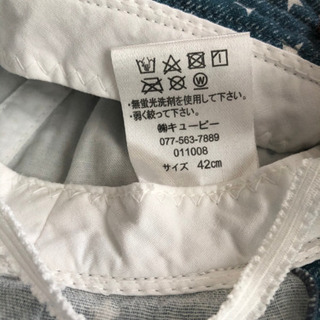 ・無蛍光洗剤を使用して下さい。
・弱く絞って下さい。
㈱キューピー
077-563-7889
011008
サイズ 42㎝